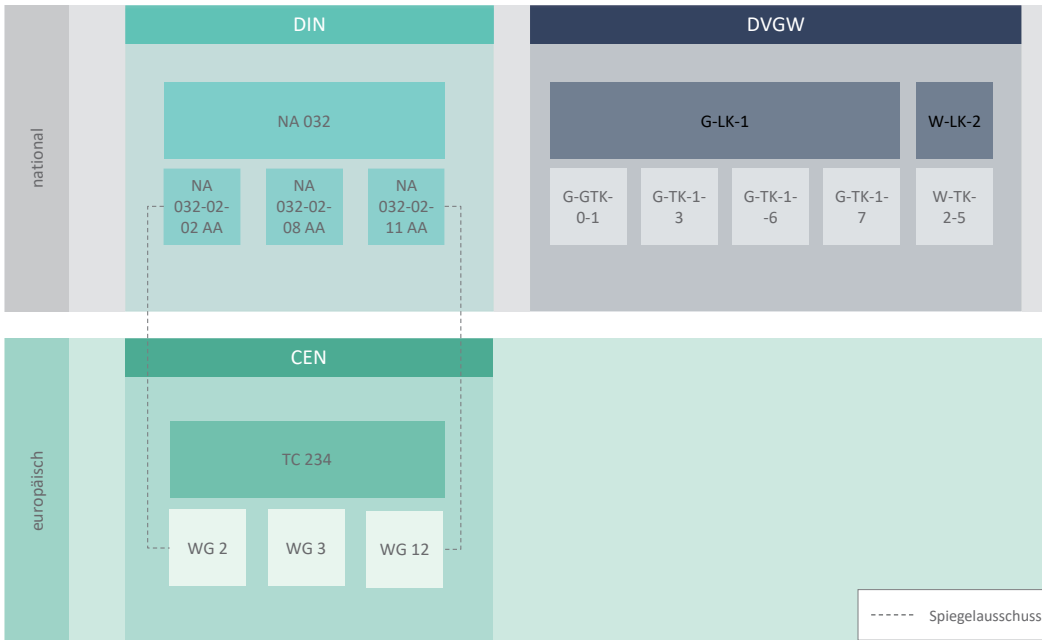 DIN
DVGW
national
NA 032
G-LK-1
W-LK-2
NA
032-02-
02 AA
NA
032-02-
08 AA
NA
032-02-
11 AA
G-GTK-
0-1
G-TK-1-
3
G-TK-1-
-6
G-TK-1-
7
W-TK-
2-5
CEN
europäisch
TC 234
WG 2
WG 3
WG 12
Spiegelausschuss